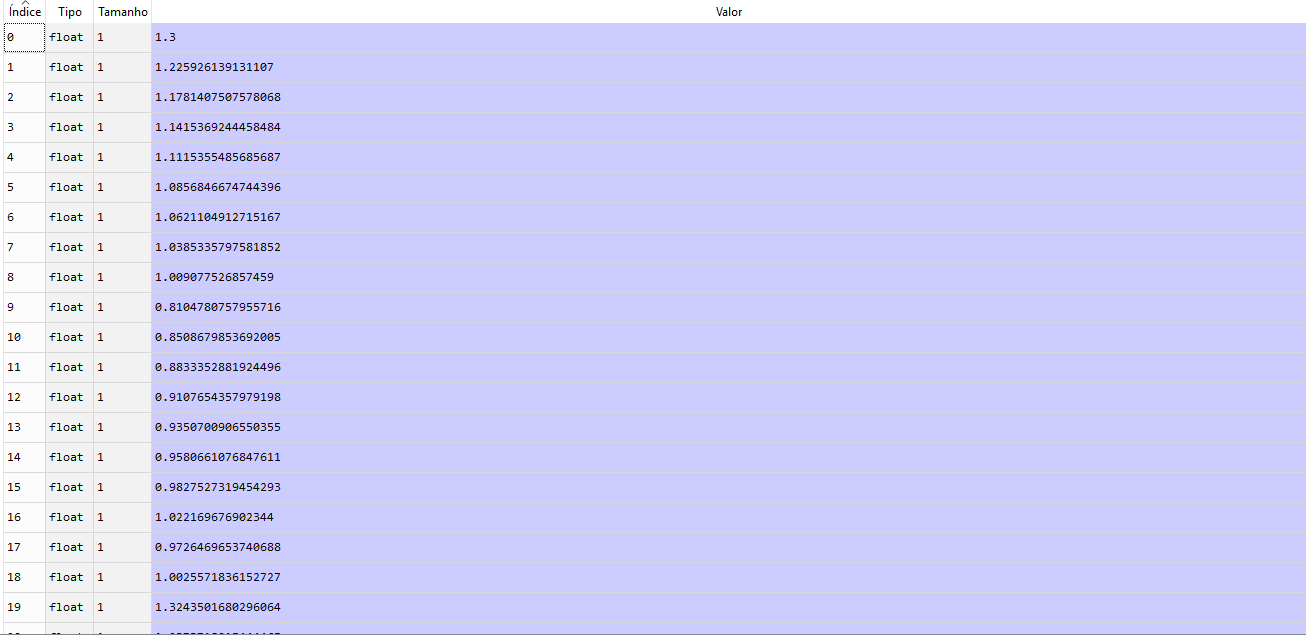 Índice Tipo Tamanho Valor
0 float 1 1.3
1 float 1 1.225926139131107
2 float 1 1.1781407507578068
3 float 1 1.1415369244458484
4 float 1 1.1115355485685687
5 float 1 1.0856846674744396
6 float 1 1.0621104912715167
7 float 1 1.0385335797581852
8 float 1 1.009077526857459
9 float 1 0.8104780757955716
10 float 1 0.8508679853692005
11 float 1 0.8833352881924496
12 float 1 0.9107654357979198
13 float 1 0.9350700906550355
14 float 1 0.9580661076847611
15 float 1 0.9827527319454293
16 float 1 1.022169676902344
17 float 1 0.9726469653740688
18 float 1 1.0025571836152727
19 float 1 1.3243501680296064